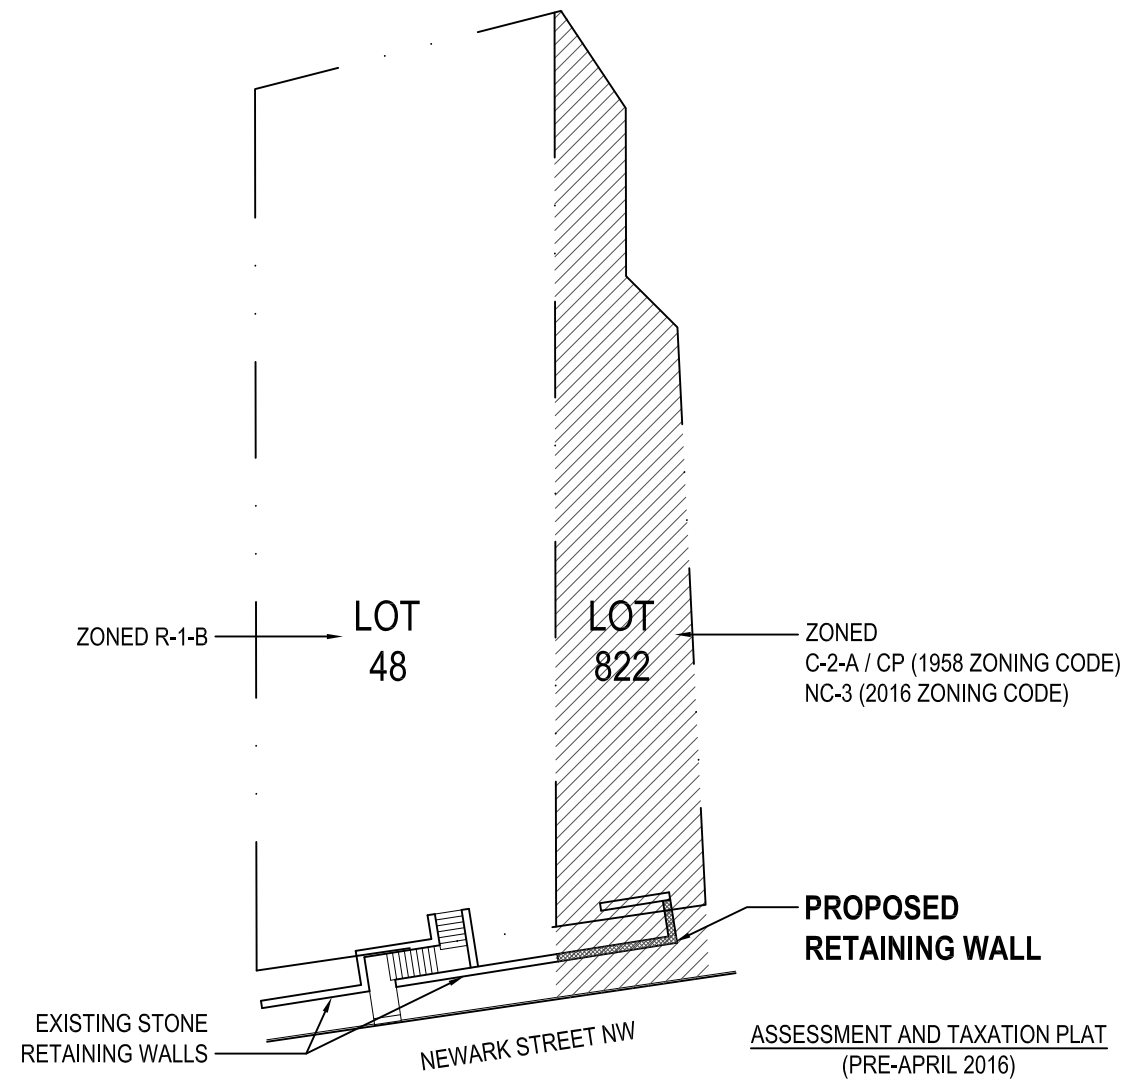 LOT
48
LOT
822
ZONED R-1-B
ZONED
C-2-A / CP (1958 ZONING CODE)
NC-3 (2016 ZONING CODE)
PROPOSED
RETAINING WALL
EXISTING STONE
RETAINING WALLS
NEWARK STREET NW
ASSESSMENT AND TAXATION PLAT
(PRE-APRIL 2016)